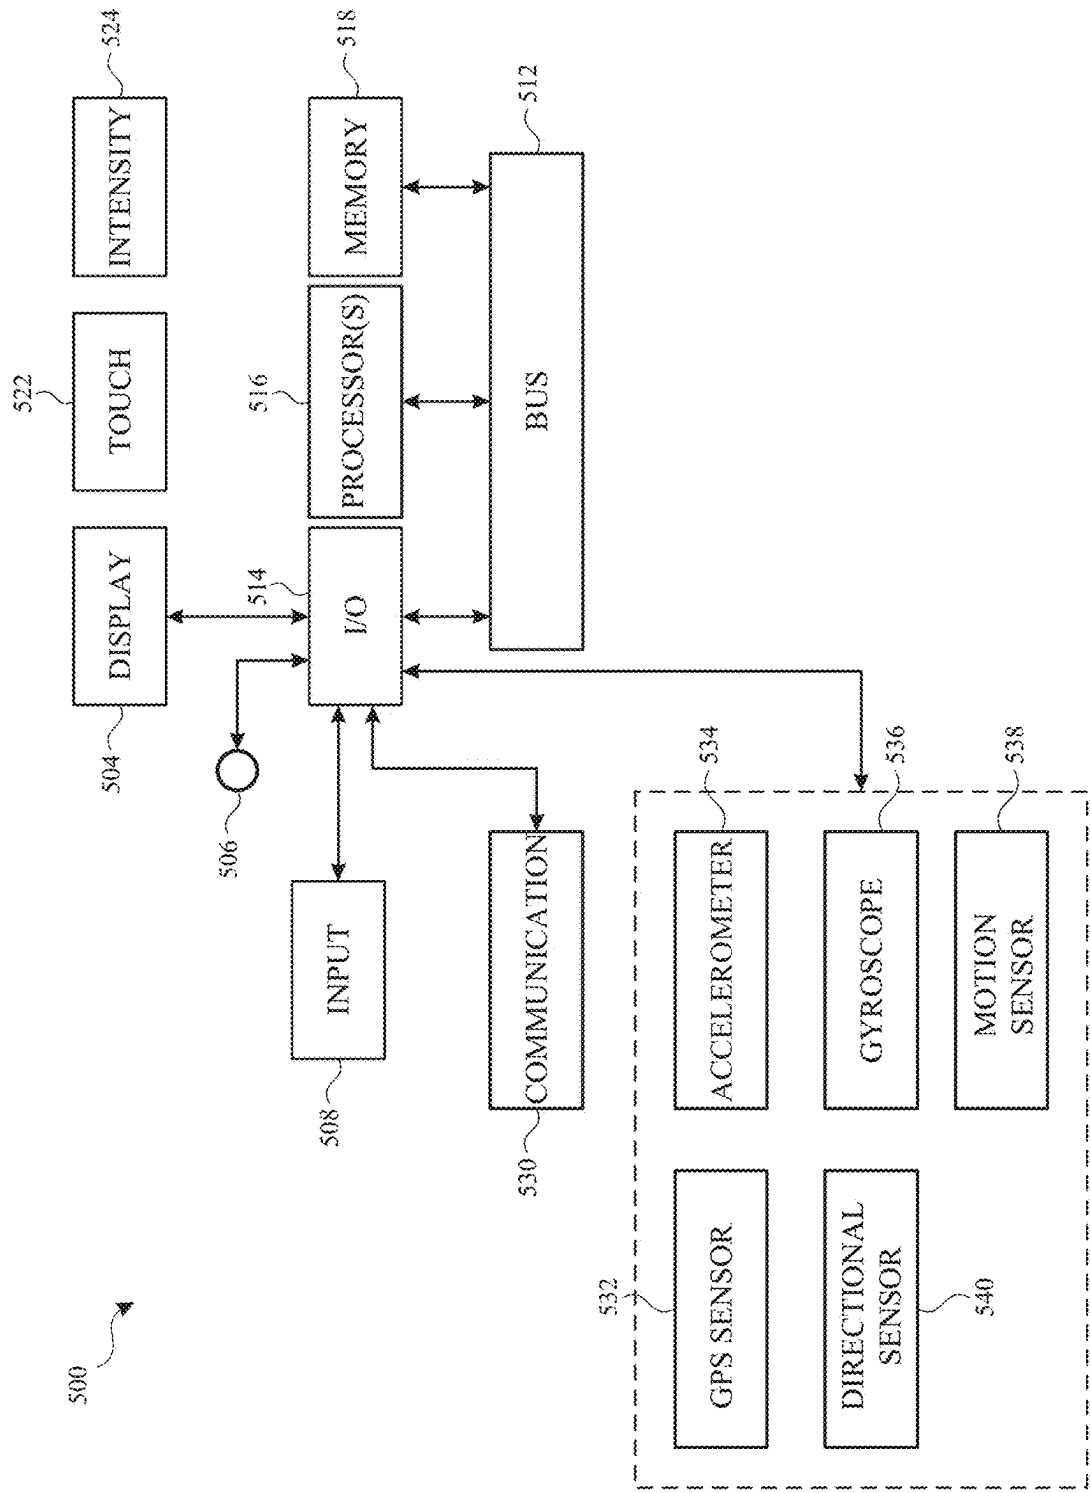 500
504
DISPLAY
522
TOUCH
INTENSITY
524
506
508
INPUT
514
I/O
516
PROCESSOR(S)
MEMORY
518
530
COMMUNICATION
BUS
512
532
GPS SENSOR
ACCELEROMETER
534
DIRECTIONAL
SENSOR
540
GYROSCOPE
536
MOTION
SENSOR
538